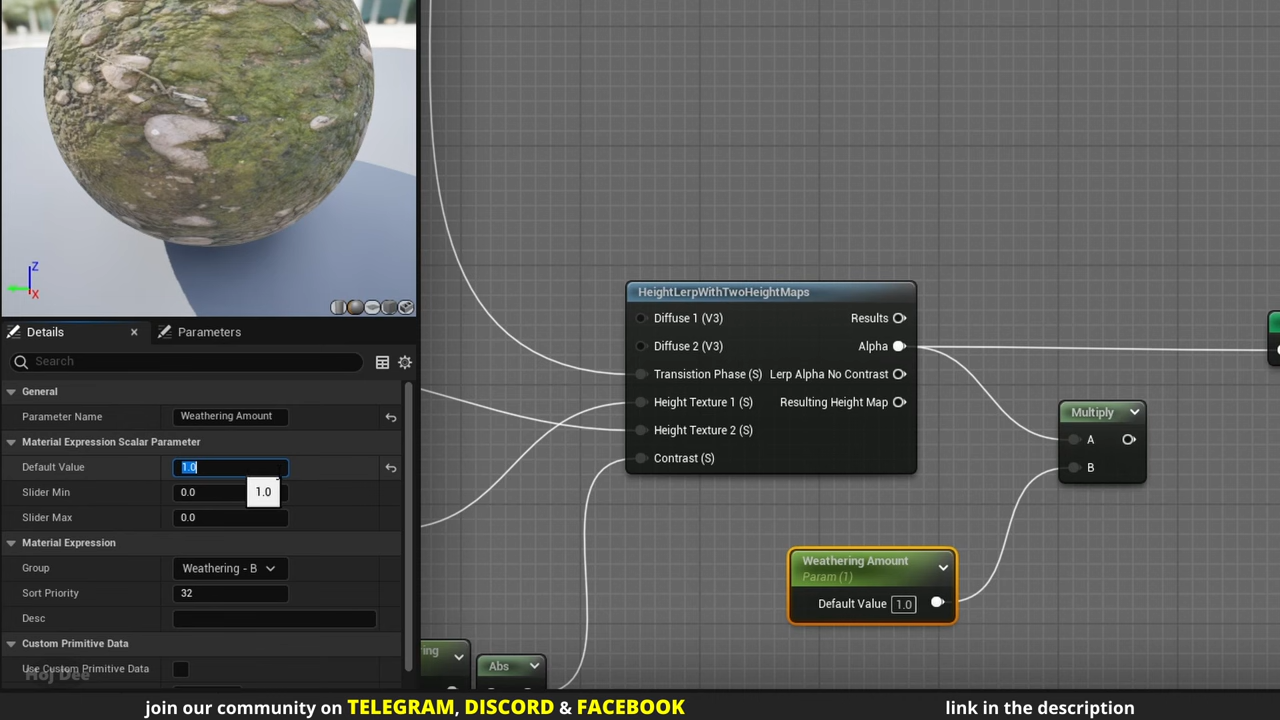 Z
X
Details
Parameters
Search
General
Parameter Name
Weathering Amount
Material Expression Scalar Parameter
Default Value
1.0
Slider Min
0.0
1.0
Slider Max
0.0
Material Expression
Group
Weathering - B
Sort Priority
32
Desc
Custom Primitive Data
Use Custom Primitive Data
Roj Dee
HeightLerpWithTwoHeightMaps
Diffuse 1 (V3)
Results
Diffuse 2 (V3)
Alpha
Transistion Phase (S)
Lerp Alpha No Contrast
Height Texture 1 (S)
Resulting Height Map
Height Texture 2 (S)
Contrast (S)
Multiply
A
B
Weathering Amount
Param (1)
Default Value 1.0
ing
Abs
join our community on TELEGRAM, DISCORD & FACEBOOK
link in the description